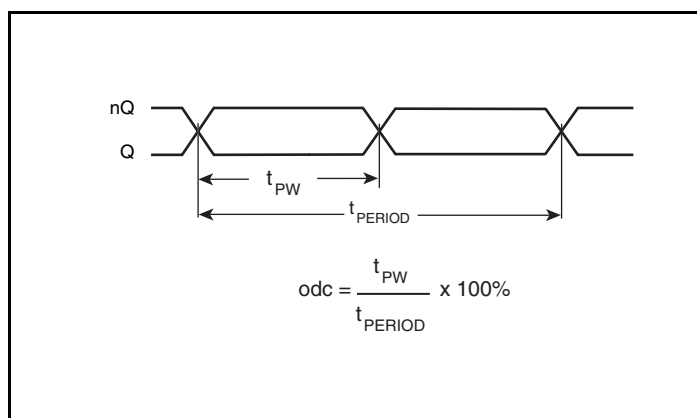 nQ
Q
tPW
tPERIOD
odc = tPW / tPERIOD x 100%